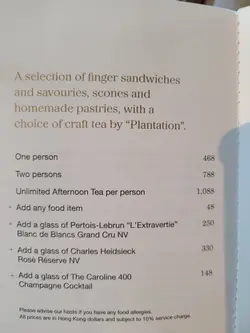 A selection of finger sandwiches
and savouries, scones and
homemade pastries, with a
choice of craft tea by “Plantation”.
One person 468
Two persons 788
Unlimited Afternoon Tea per person 1,088
Add any food item 48
Add a glass of Pertois-Lebrun “L'Extravertie” 250
Blanc de Blancs Grand Cru NV
Add a glass of Charles Heidsieck 330
Rosé Réserve NV
Add a glass of The Caroline 400 148
Champagne Cocktail
Please advise our hosts if you have any food allergies.
All prices are in Hong Kong dollars and subject to 10% service charge.